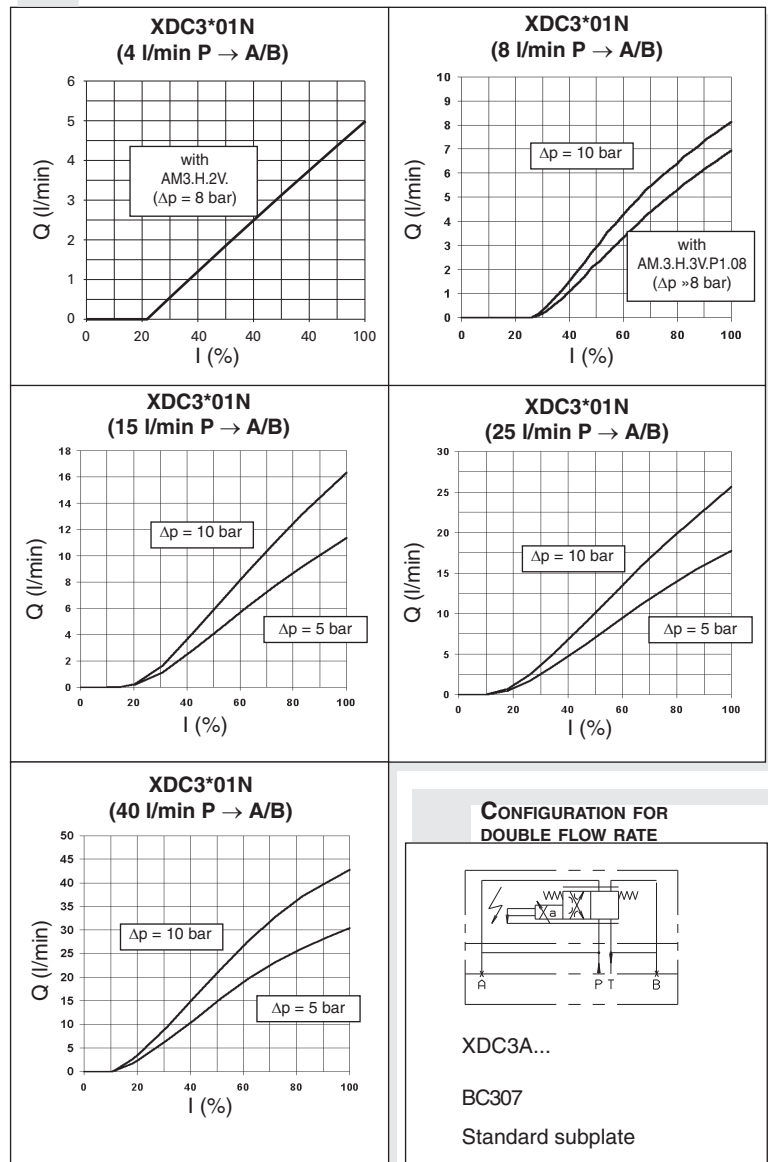 XDC3*01N
(4 l/min P → A/B)
6
5
4
3
2
1
0
Q (l/min)
with
AM3.H.2V.
(Δp = 8 bar)
0
20
40
40
40
100
I (%)
XDC3*01N
(8 l/min P → A/B)
10
9
8
7
6
5
4
3
2
1
0
Q (l/min)
Δp = 10 bar
with
AM.3.H.3V.P1.08
(Δp »8 bar)
0
20
40
60
80
100
I (%)
XDC3*01N
(15 l/min P → A/B)
18
16
14
12
10
8
6
4
2
0
Q (l/min)
Δp = 10 bar
Δp = 5 bar
0
20
40
60
80
100
I (%)
XDC3*01N
(25 l/min P → A/B)
30
25
20
15
10
5
0
Q (l/min)
Δp = 10 bar
Δp = 5 bar
0
20
40
60
80
100
I (%)
XDC3*01N
(40 l/min P → A/B)
50
45
40
35
30
25
20
15
10
5
0
Q (l/min)
Δp = 10 bar
Δp = 5 bar
0
20
40
60
80
100
I (%)
CONFIGURATION FOR
DOUBLE FLOW RATE
a
A P T B
XDC3A...
BC307
Standard subplate